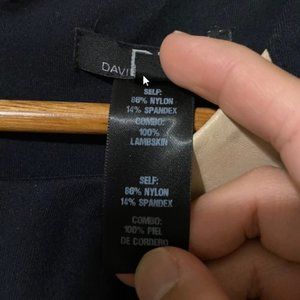 DAVI
SELF:
86% NYLON
14% SPANDEX
COMBO:
100%
LAMBSKIN
SELF:
86% NYLON
14% SPANDEX
COMBO:
100% PIEL
DE CORDERO